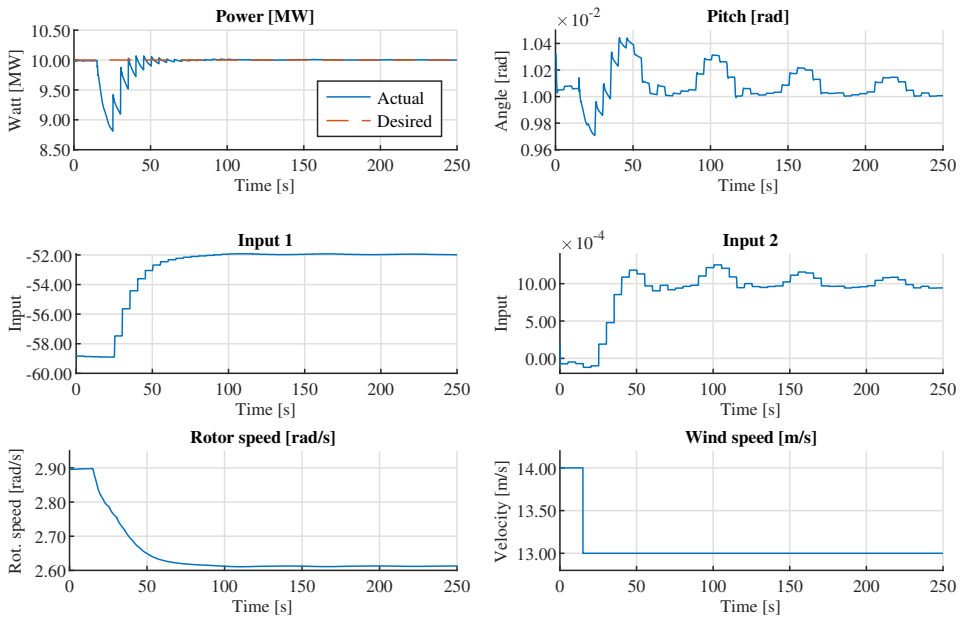 Power [MW]
Watt [MW]
10.50
10.00
9.50
9.00
8.50
Actual
Desired
0 50 100 150 200 250
Time [s]
Pitch [rad]
× 10⁻²
Angle [rad]
1.04
1.02
1.00
0.98
0.96
0 50 100 150 200 250
Time [s]
Input 1
Input
-52.00
-54.00
-56.00
-58.00
-60.00
0 50 100 150 200 250
Time [s]
Input 2
× 10⁻⁴
Input
10.00
5.00
0.00
0 50 100 150 200 250
Time [s]
Rotor speed [rad/s]
Rot. speed [rad/s]
2.90
2.80
2.70
2.60
0 50 100 150 200 250
Time [s]
Wind speed [m/s]
Velocity [m/s]
14.00
13.00
0 50 100 150 200 250
Time [s]